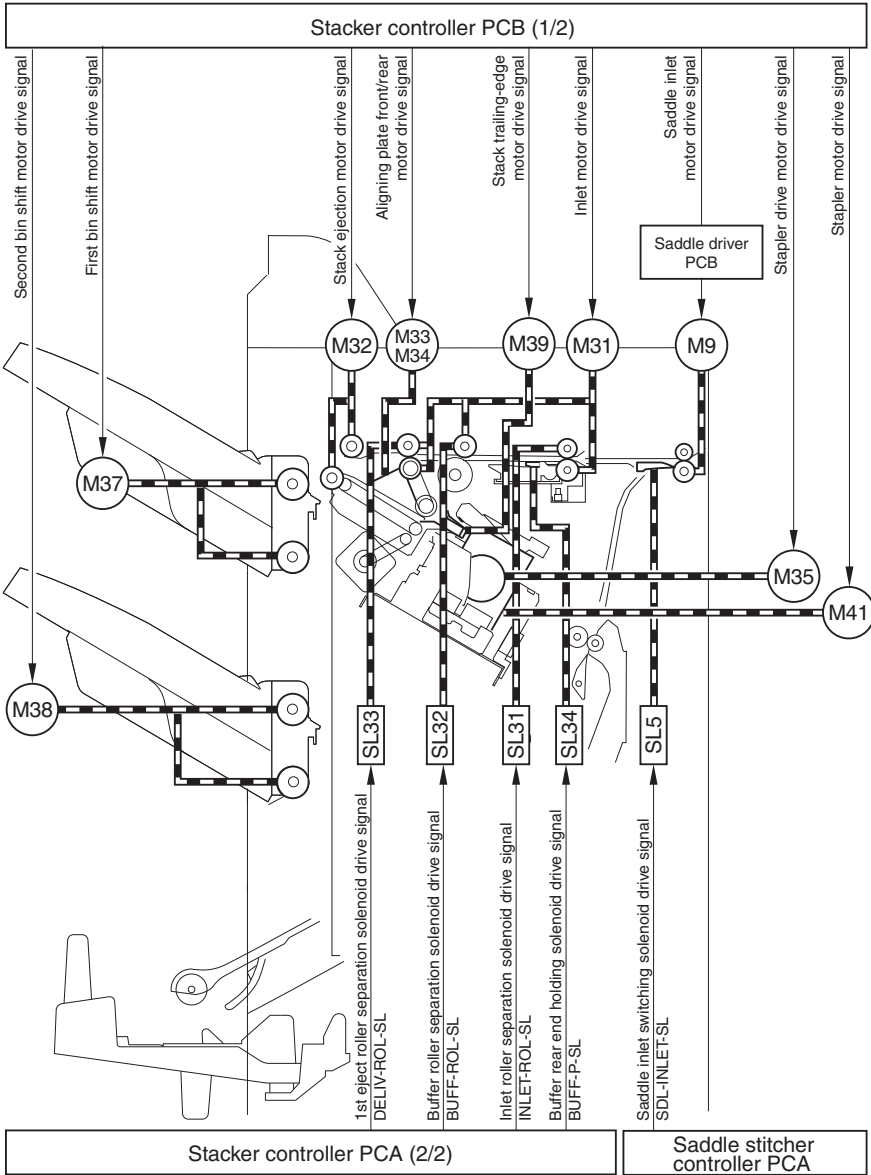 Stacker controller PCB (1/2)
Second bin shift motor drive signal
First bin shift motor drive signal
Stack ejection motor drive signal
Aligning plate front/rear
motor drive signal
Stack trailing-edge
motor drive signal
Inlet motor drive signal
Saddle inlet
motor drive signal
Stapler drive motor drive signal
Stapler motor drive signal
Saddle driver
PCB
M32
M33
M34
M39
M31
M9
M37
M35
M41
M38
SL33
SL32
SL31
SL34
SL5
1st eject roller separation solenoid drive signal
DELIV-ROL-SL
Buffer roller separation solenoid drive signal
BUFF-ROL-SL
Inlet roller separation solenoid drive signal
INLET-ROL-SL
Buffer rear end holding solenoid drive signal
BUFF-P-SL
Saddle inlet switching solenoid drive signal
SDL-INLET-SL
Stacker controller PCA (2/2)
Saddle stitcher
controller PCA